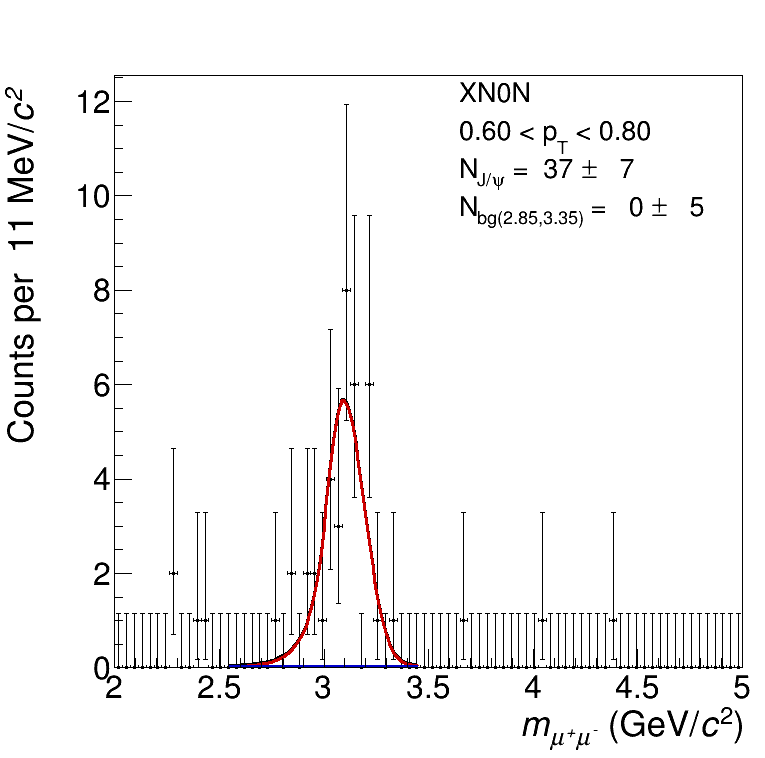 XN0N
0.60 < p_T < 0.80
N_J/ψ = 37 ± 7
N_bg(2.85,3.35) = 0 ± 5
Counts per 11 MeV/c²
12
10
8
6
4
2
0
2 2.5 3 3.5 4 4.5 5
m_μ⁺μ⁻ (GeV/c²)